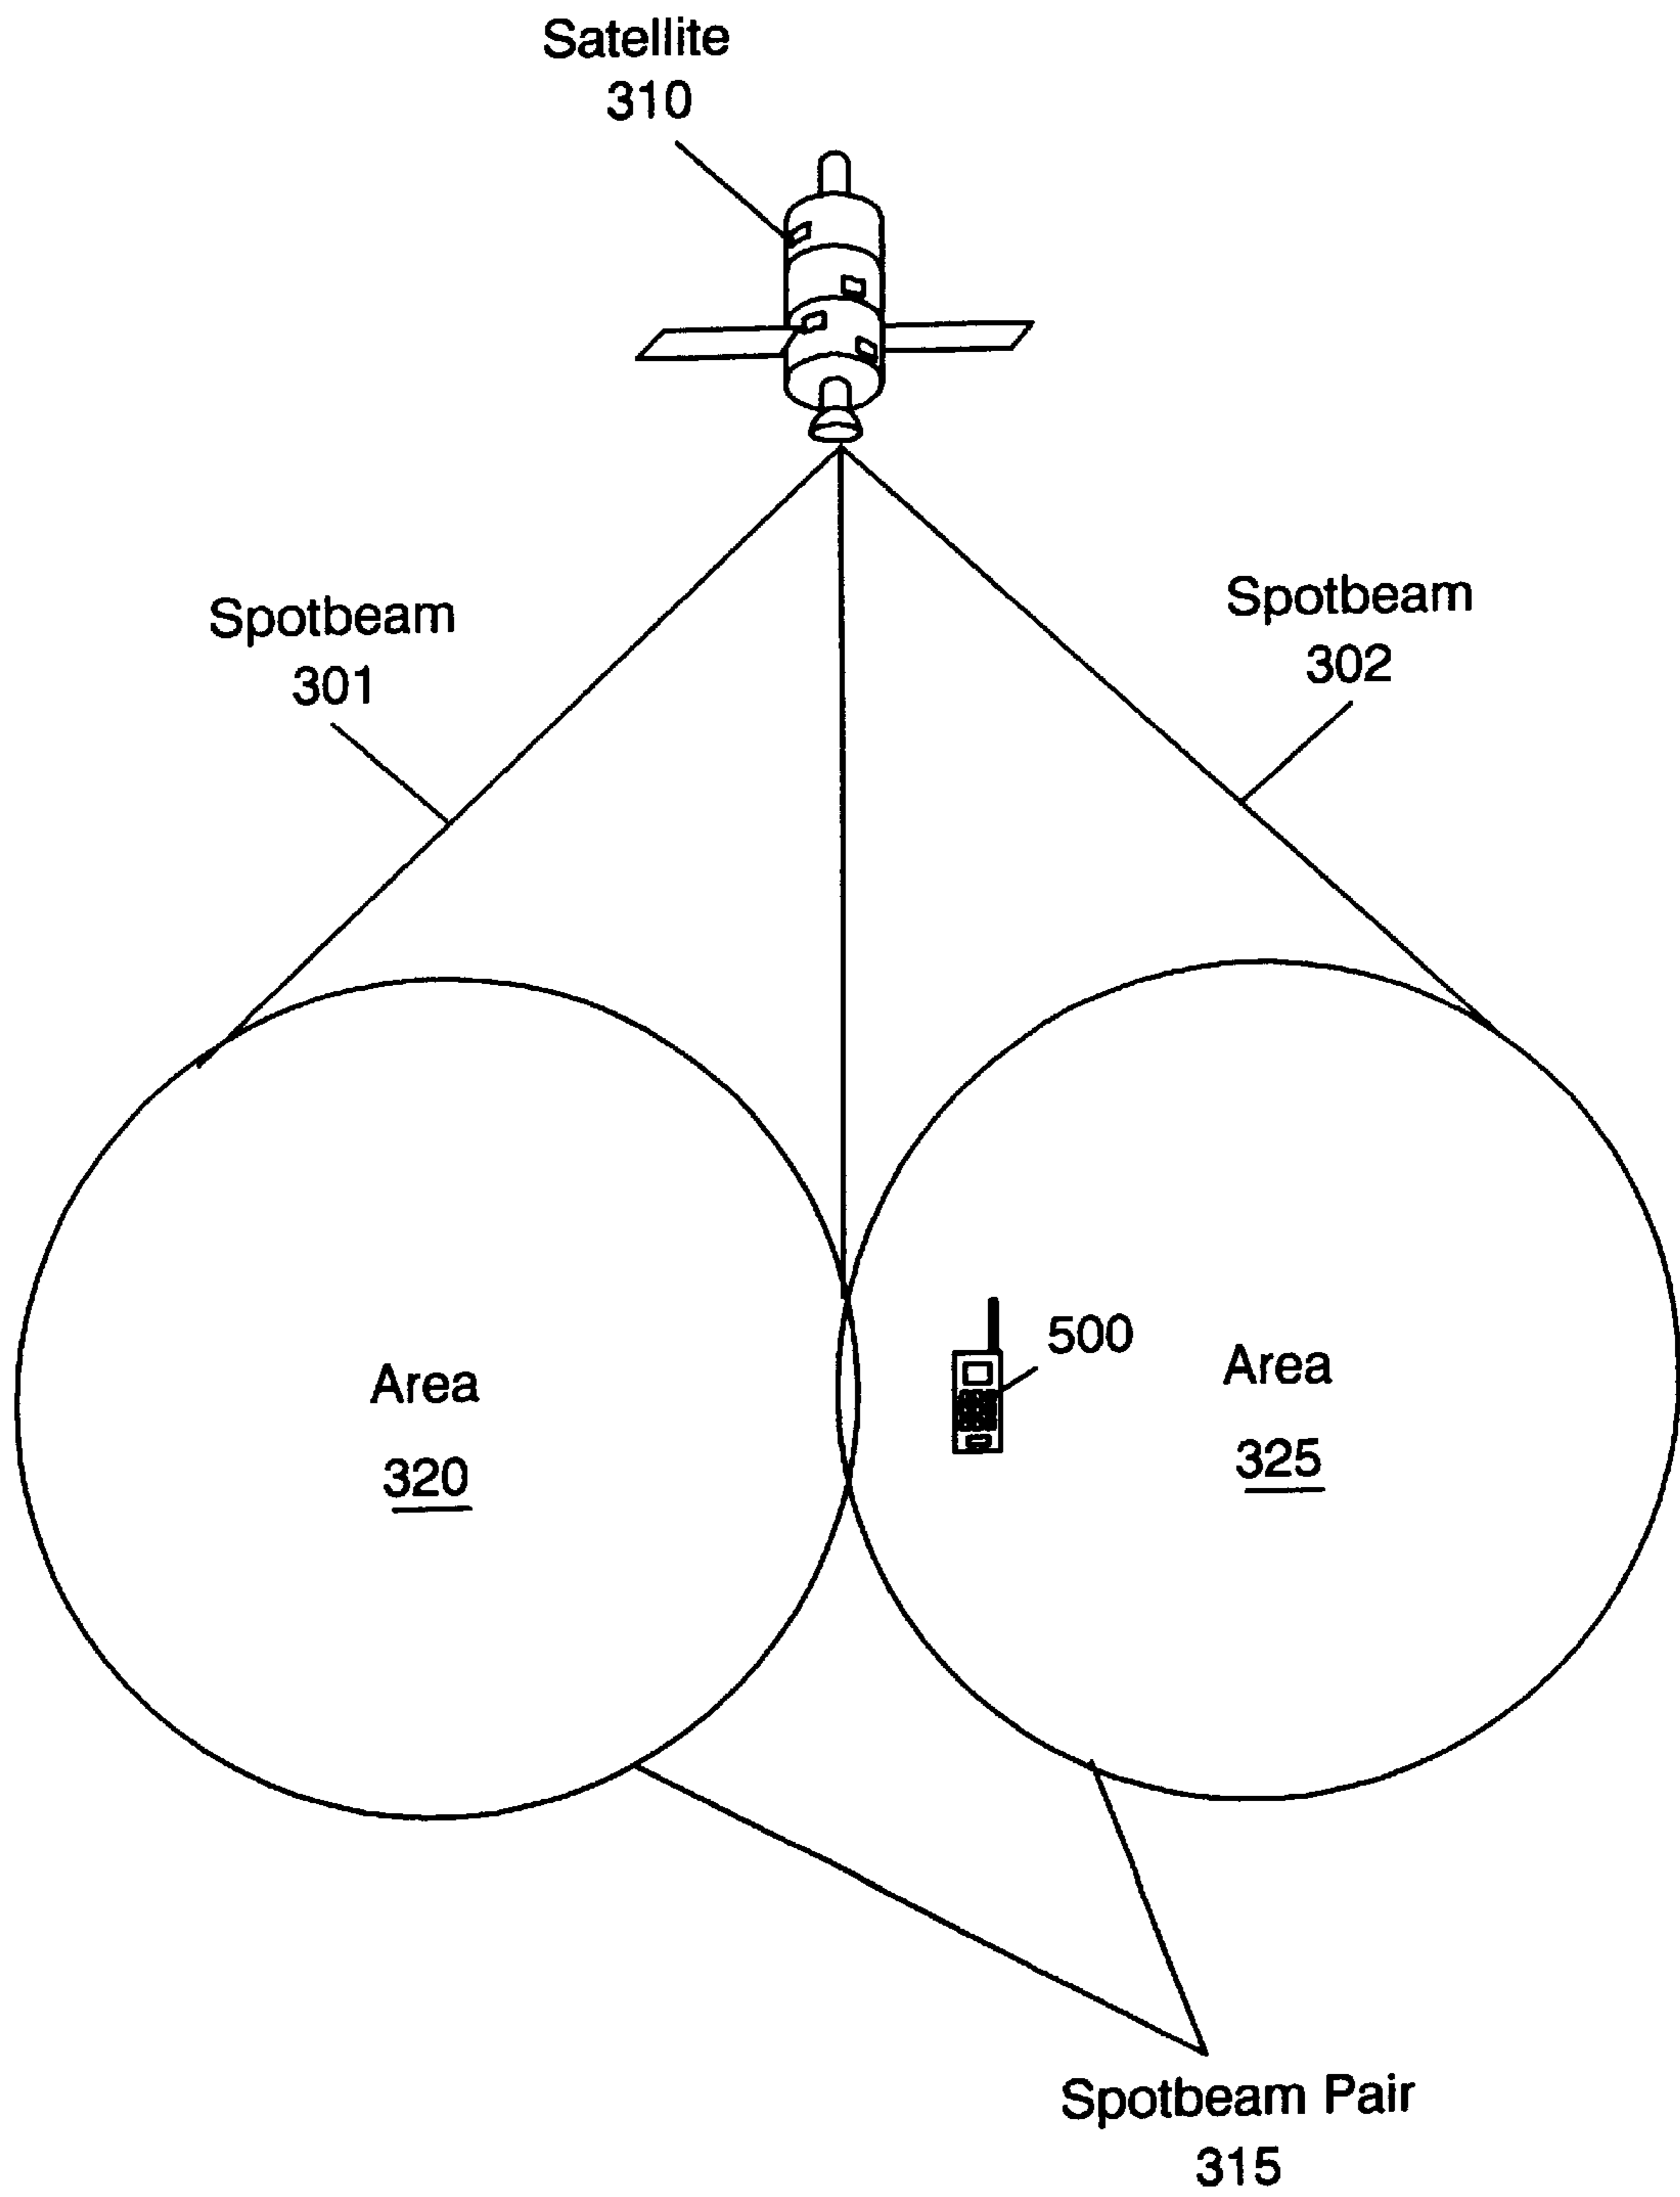 Satellite
310
Spotbeam
301
Spotbeam
302
500
Area
320
Area
325
Spotbeam Pair
315